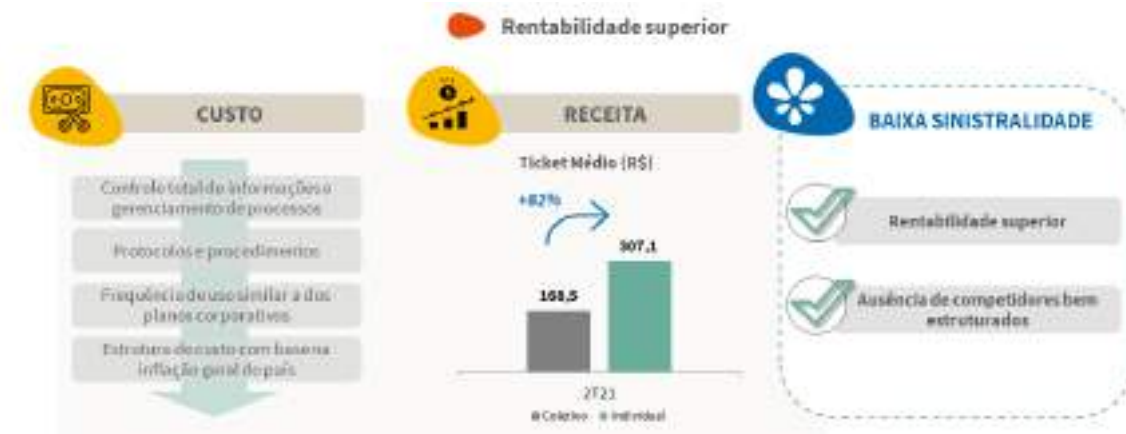 Rentabilidade superior
CUSTO
Controle total de informações e
gerenciamento de processos
Protocolos e procedimentos
Frequência de uso similar a dos
planos corporativos
Estrutura de custo com base na
inflação geral do país
RECEITA
Ticket Médio (R$)
+82%
168,5
307,1
2T21
Coletivo Individual
BAIXA SINISTRALIDADE
Rentabilidade superior
Ausência de competidores bem
estruturados